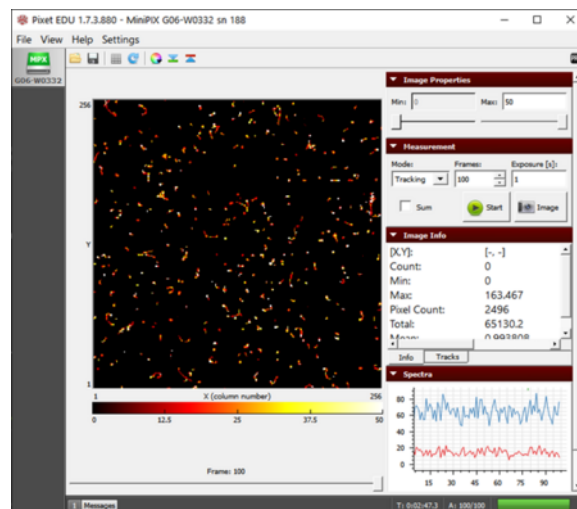 Pixet EDU 1.7.3.880 - MiniPIX G06-W0332 sn 188
File View Help Settings
MPX
G06-W0332
256
Y
1
1 X (column number) 256
0 12.5 25 37.5 50
Frame: 100
Image Properties
Min: 0 Max: 50
Measurement
Mode: Frames: Exposure [s]:
Tracking 100 1
Sum Start Image
Image Info
[X,Y]: [-, -]
Count: 0
Min: 0
Max: 163.467
Pixel Count: 2496
Total: 65130.2
Mean: 0.993808
Info Tracks
Spectra
80
60
40
20
0
15 30 45 60 75 90
1 Messages T: 0:02:47.3 A: 100/100